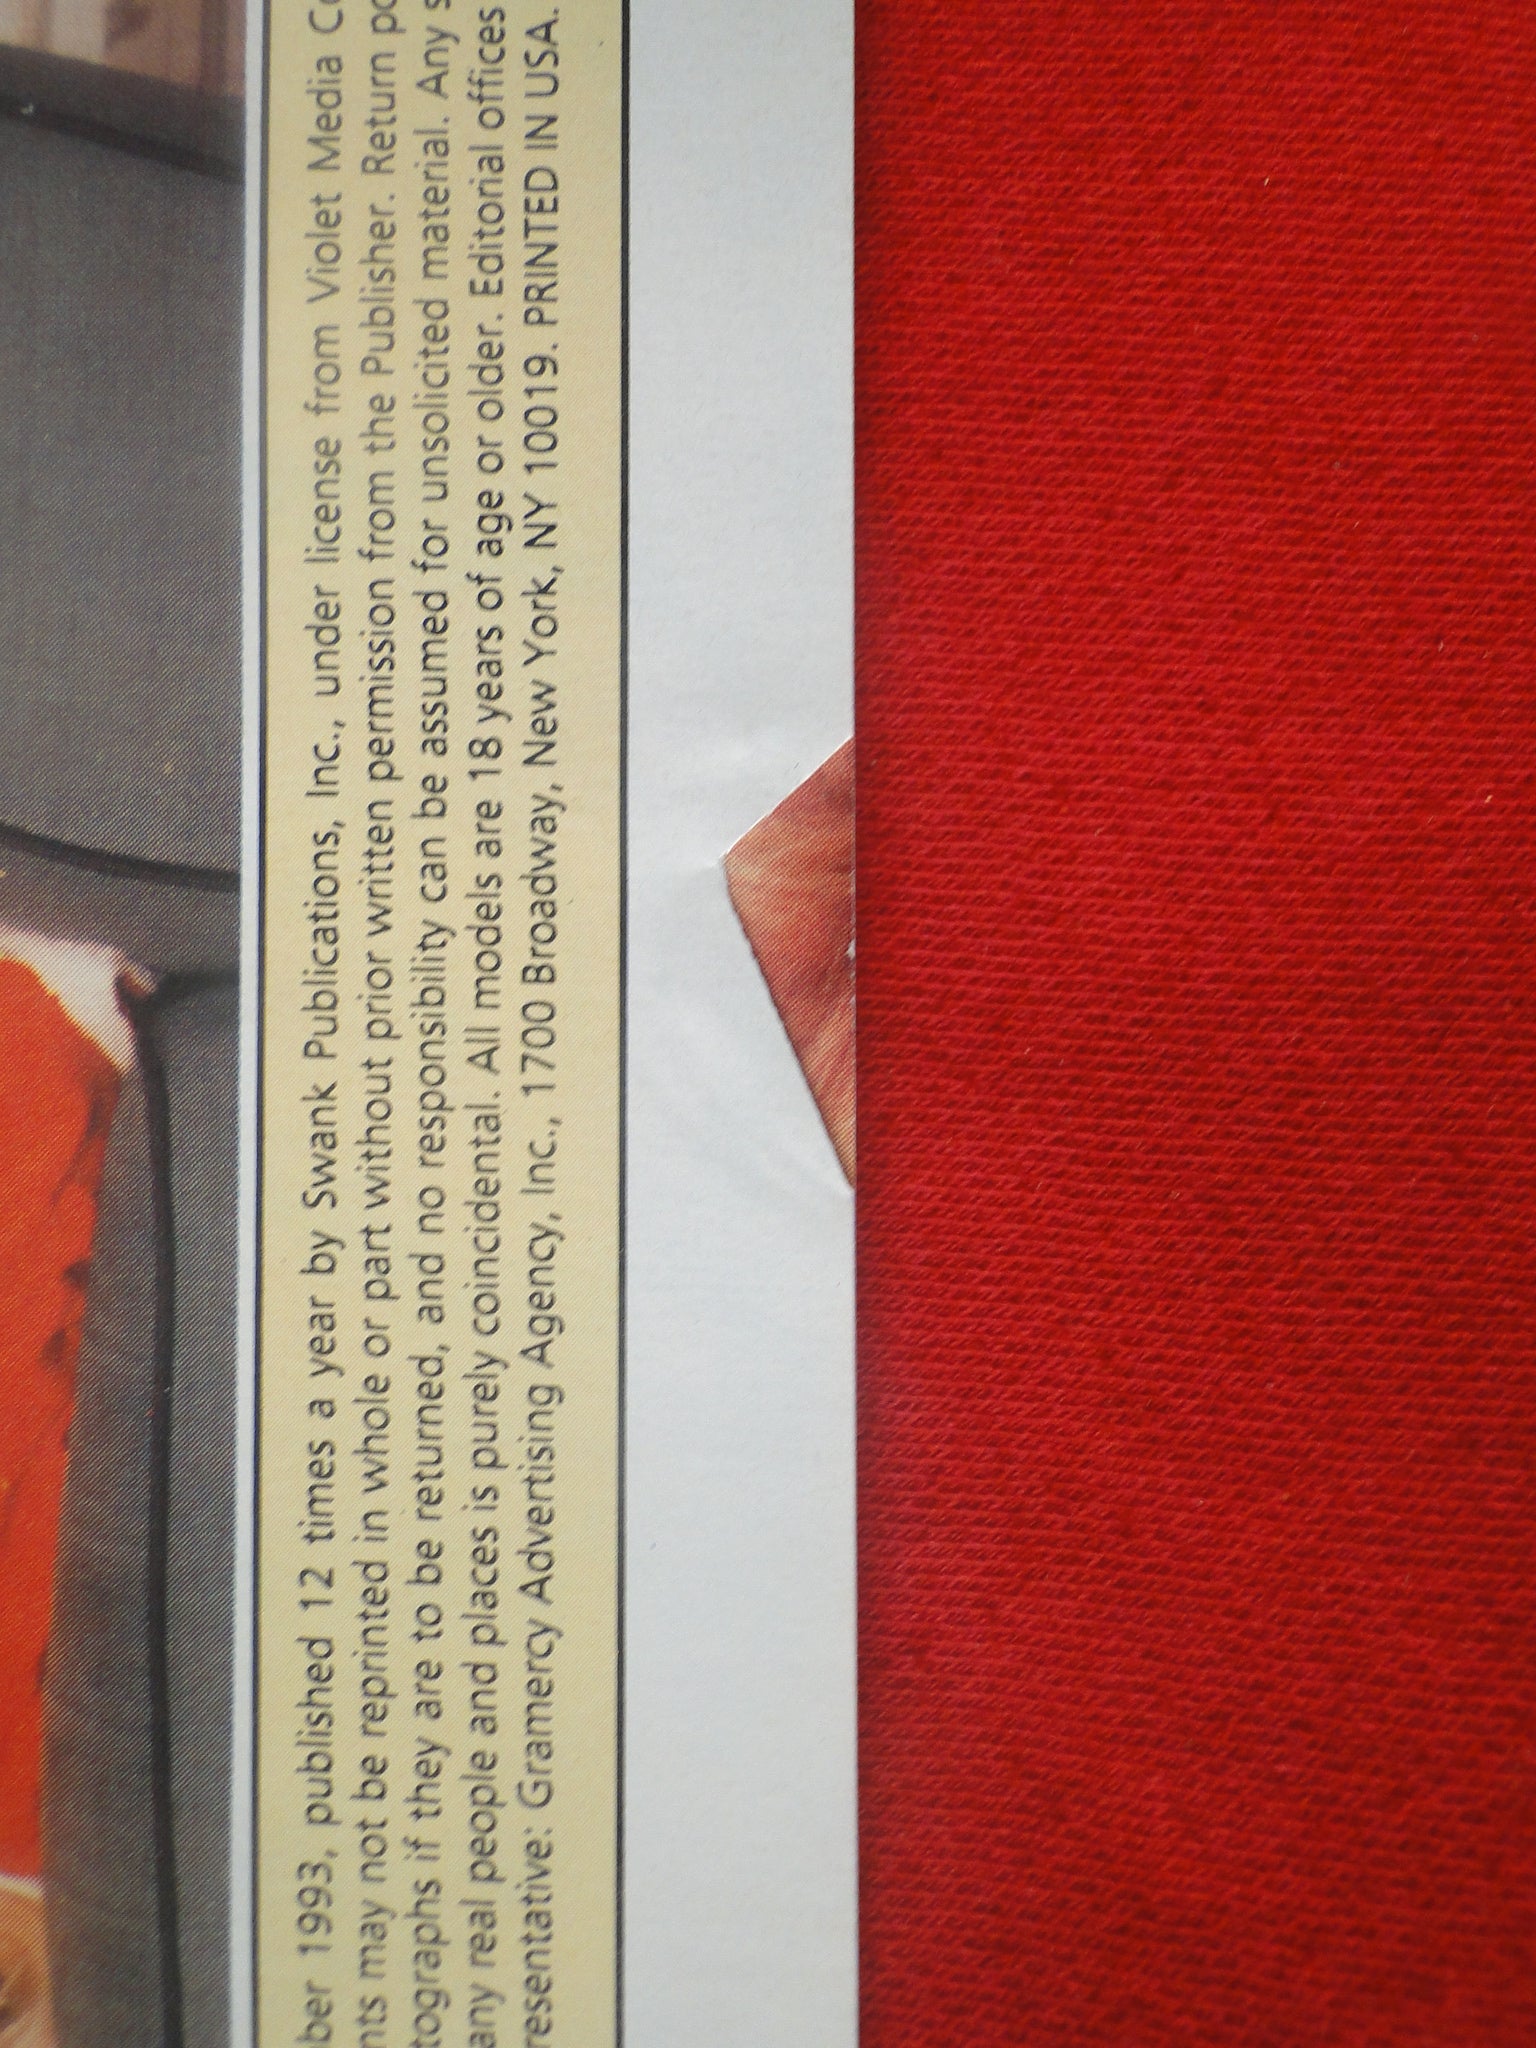 ber 1993, published 12 times a year by Swank Publications, Inc., under license from Violet Media
nts may not be reprinted in whole or part without prior written permission from the Publisher. Return
tographs if they are to be returned, and no responsibility can be assumed for unsolicited material. Any
any real people and places is purely coincidental. All models are 18 years of age or older. Editorial offices
resentative: Gramercy Advertising Agency, Inc., 1700 Broadway, New York, NY 10019. PRINTED IN USA.